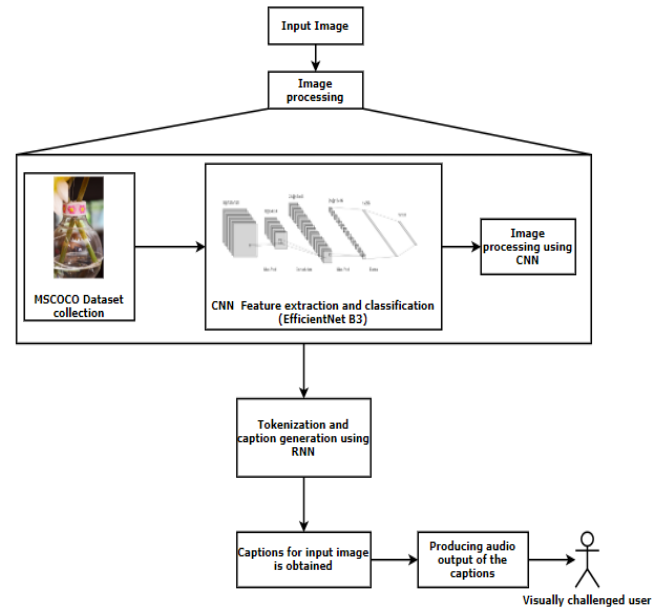 Input Image
Image
processing
MSCOCO Dataset
collection
CNN Feature extraction and classification
(EfficientNet B3)
Image
processing using
CNN
Tokenization and
caption generation using
RNN
Captions for input image
is obtained
Producing audio
output of the
captions
Visually challenged user